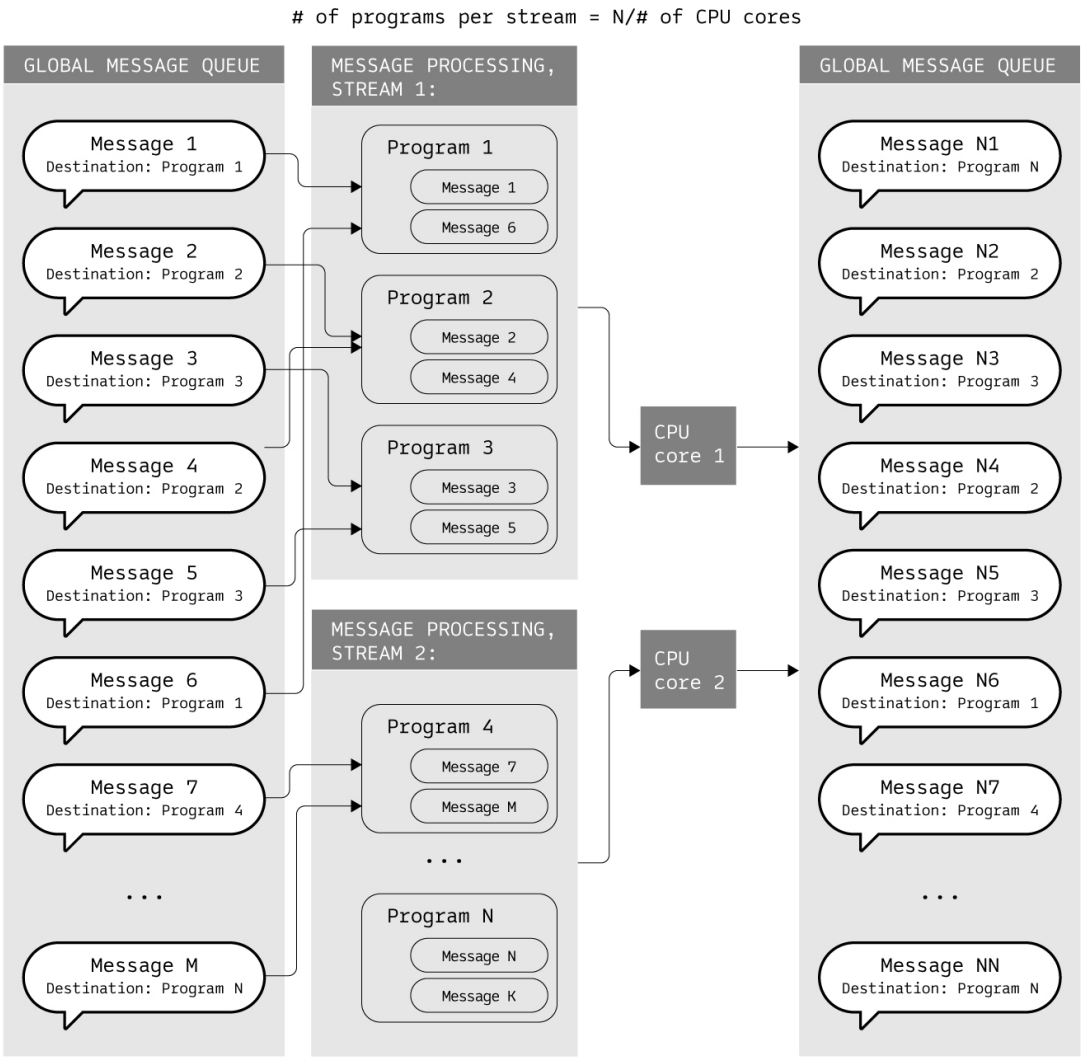 # of programs per stream = N/# of CPU cores
GLOBAL MESSAGE QUEUE
Message 1
Destination: Program 1
Message 2
Destination: Program 2
Message 3
Destination: Program 3
Message 4
Destination: Program 2
Message 5
Destination: Program 3
Message 6
Destination: Program 1
Message 7
Destination: Program 4
...
Message M
Destination: Program N
MESSAGE PROCESSING,
STREAM 1:
Program 1
Message 1
Message 6
Program 2
Message 2
Message 4
Program 3
Message 3
Message 5
MESSAGE PROCESSING,
STREAM 2:
Program 4
Message 7
Message M
...
Program N
Message N
Message K
CPU
core 1
CPU
core 2
GLOBAL MESSAGE QUEUE
Message N1
Destination: Program N
Message N2
Destination: Program 2
Message N3
Destination: Program 3
Message N4
Destination: Program 2
Message N5
Destination: Program 3
Message N6
Destination: Program 1
Message N7
Destination: Program 4
...
Message NN
Destination: Program N